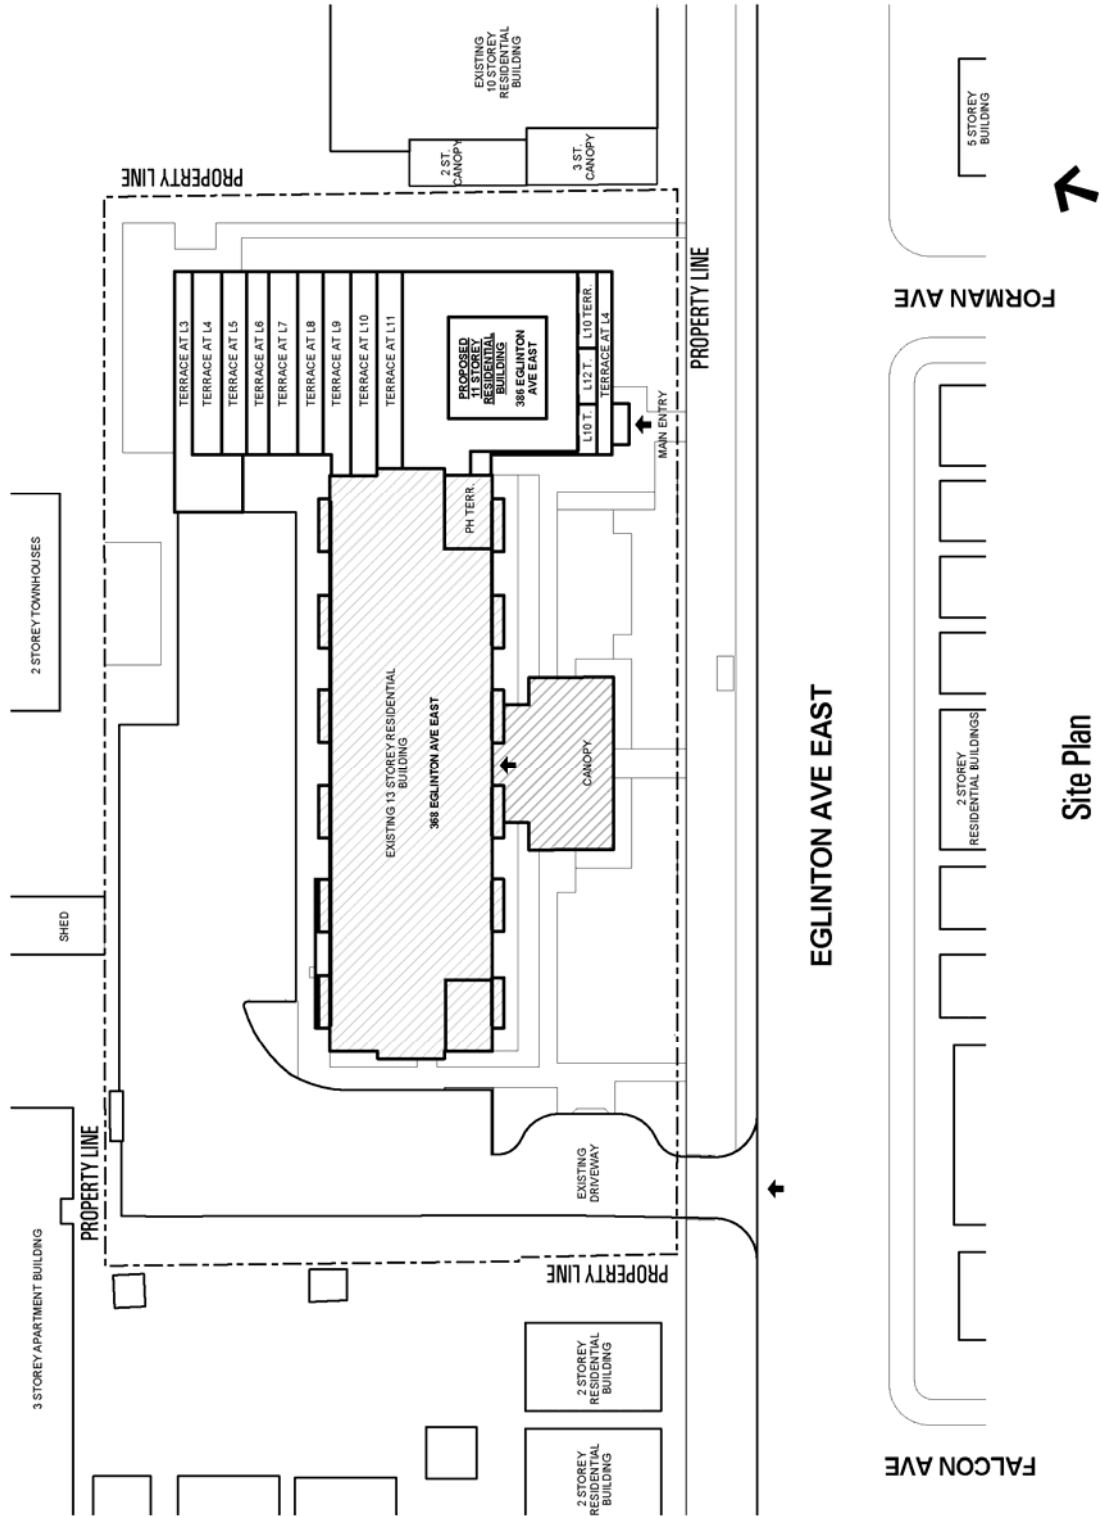 EXISTING
10 STOREY
RESIDENTIAL
BUILDING
2 ST.
CANOPY
3 ST.
CANOPY
5 STOREY
BUILDING
PROPERTY LINE
PROPERTY LINE
FORMAN AVE
TERRACE AT L3
TERRACE AT L4
TERRACE AT L5
TERRACE AT L6
TERRACE AT L7
TERRACE AT L8
TERRACE AT L9
TERRACE AT L10
TERRACE AT L11
PROPOSED
11 STOREY
RESIDENTIAL
BUILDING
386 EGLINTON
AVE EAST
L10 T.
L12 T.
L10 TERR.
TERRACE AT L4
MAIN ENTRY
PH TERR.
2 STOREY TOWNHOUSES
EXISTING 13 STOREY RESIDENTIAL
BUILDING
368 EGLINTON AVE EAST
CANOPY
EGLINTON AVE EAST
2 STOREY
RESIDENTIAL BUILDINGS
Site Plan
SHED
PROPERTY LINE
EXISTING
DRIVEWAY
PROPERTY LINE
3 STOREY APARTMENT BUILDING
2 STOREY
RESIDENTIAL
BUILDING
2 STOREY
RESIDENTIAL
BUILDING
FALCON AVE